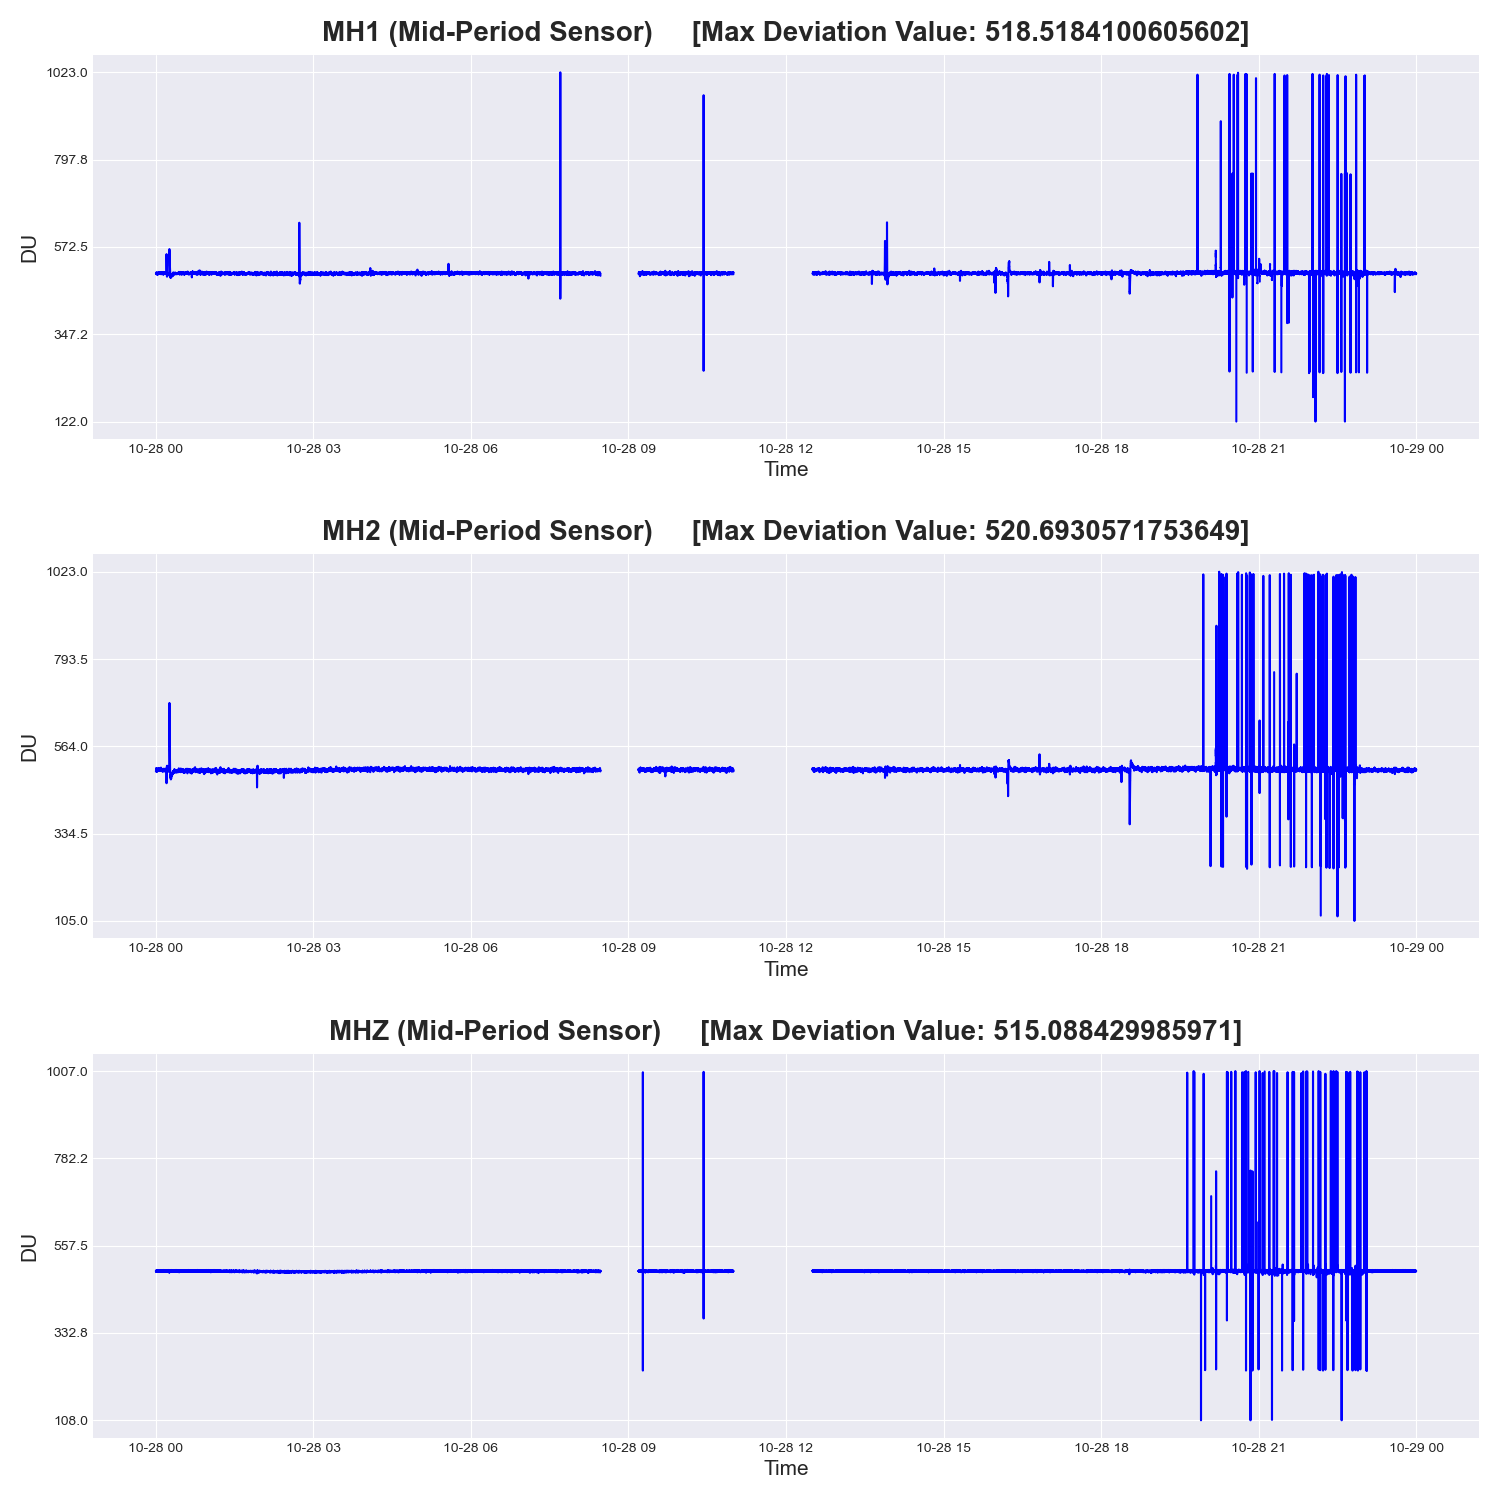 MH1 (Mid-Period Sensor) [Max Deviation Value: 518.5184100605602]
1023.0
797.8
572.5
347.2
122.0
DU
10-28 00 10-28 03 10-28 06 10-28 09 10-28 12 10-28 15 10-28 18 10-28 21 10-29 00
Time
MH2 (Mid-Period Sensor) [Max Deviation Value: 520.6930571753649]
1023.0
793.5
564.0
334.5
105.0
DU
10-28 00 10-28 03 10-28 06 10-28 09 10-28 12 10-28 15 10-28 18 10-28 21 10-29 00
Time
MHZ (Mid-Period Sensor) [Max Deviation Value: 515.088429985971]
1007.0
782.2
557.5
332.8
108.0
DU
10-28 00 10-28 03 10-28 06 10-28 09 10-28 12 10-28 15 10-28 18 10-28 21 10-29 00
Time